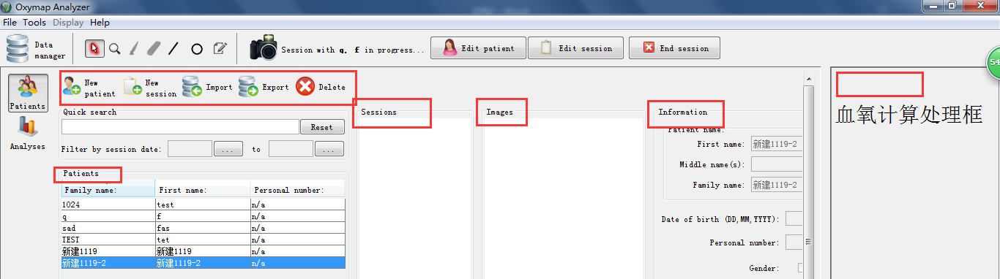 Oxymap Analyzer
File Tools Display Help
Data manager
Session with q, f in progress...
Edit patient
Edit session
End session
54
Patients
Analyses
New patient
New session
Import
Export
Delete
Quick search
Reset
Filter by session date:
...
to
...
Patients
Family name: First name: Personal number:
1024 test n/a
q f n/a
sad fas n/a
TEST tet n/a
新建1119 新建1119 n/a
新建1119-2 新建1119-2 n/a
Sessions
Images
Information
Patient name:
First name: 新建1119-2
Middle name(s):
Family name: 新建1119-2
Date of birth (DD,MM,YYYY):
Personal number:
Gender:
血氧计算处理框